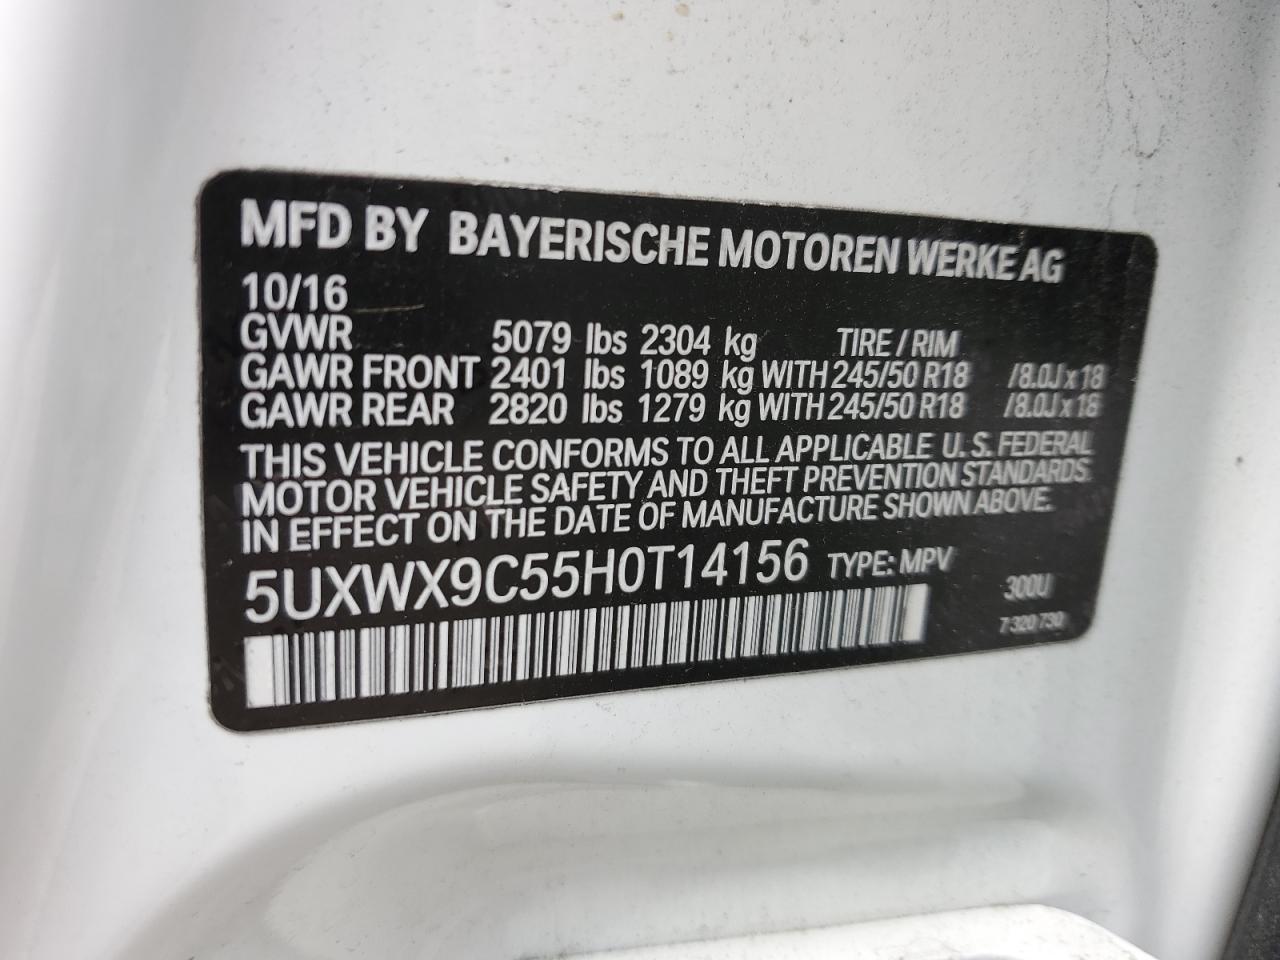 MFD BY BAYERISCHE MOTOREN WERKE AG
10/16
GVWR 5079 lbs 2304 kg TIRE / RIM
GAWR FRONT 2401 lbs 1089 kg WITH 245/50 R18 /8.0J x 18
GAWR REAR 2820 lbs 1279 kg WITH 245/50 R18 /8.0J x 18
THIS VEHICLE CONFORMS TO ALL APPLICABLE U.S. FEDERAL
MOTOR VEHICLE SAFETY AND THEFT PREVENTION STANDARDS
IN EFFECT ON THE DATE OF MANUFACTURE SHOWN ABOVE.
5UXWX9C55H0T14156 TYPE: MPV
300U
7 320 730